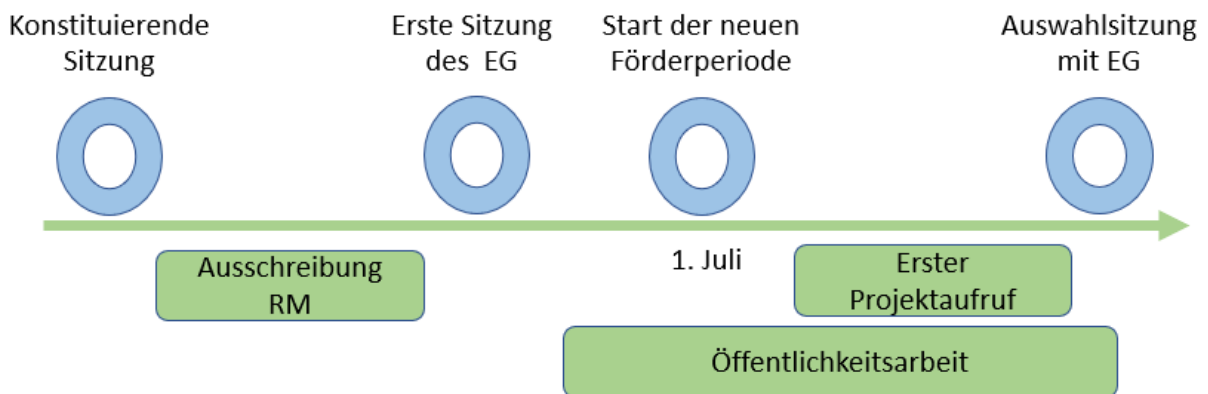 Konstituierende
Sitzung
Erste Sitzung
des EG
Start der neuen
Förderperiode
Auswahlsitzung
mit EG
Ausschreibung
RM
1. Juli
Erster
Projektaufruf
Öffentlichkeitsarbeit